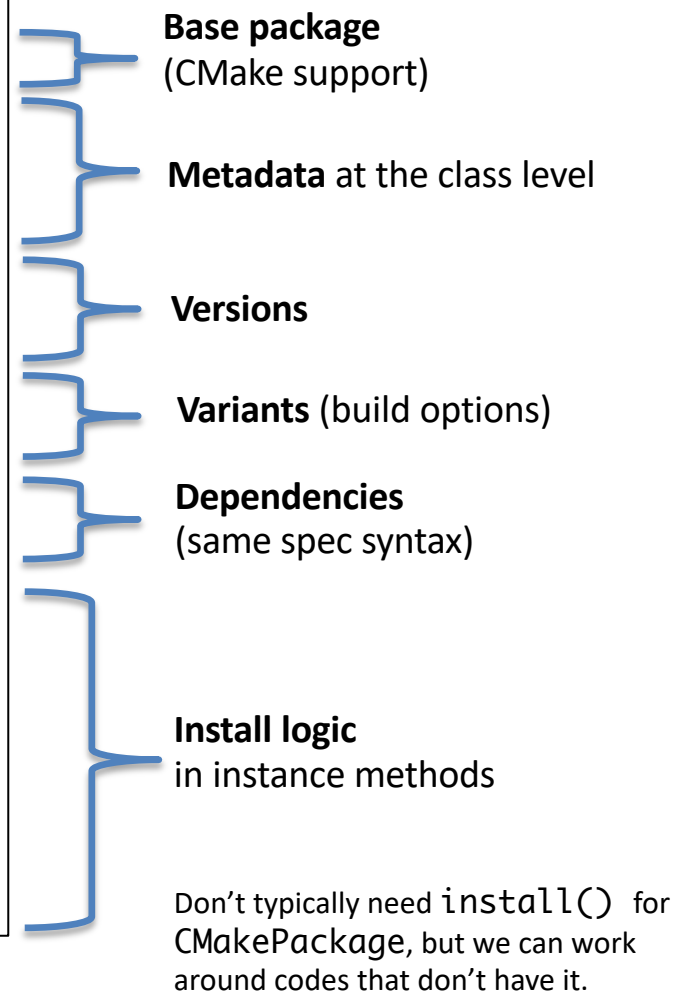 Base package
(CMake support)
Metadata at the class level
Versions
Variants (build options)
Dependencies
(same spec syntax)
Install logic
in instance methods
Don’t typically need install() for
CMakePackage, but we can work
around codes that don’t have it.